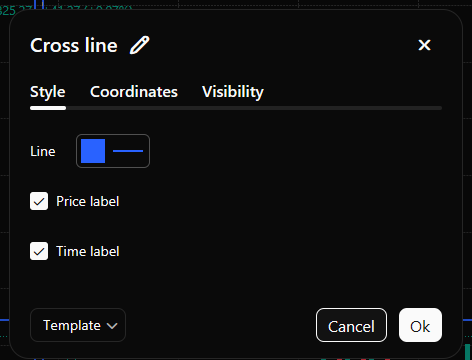 Cross line
Style Coordinates Visibility
Line
Price label
Time label
Template
Cancel Ok